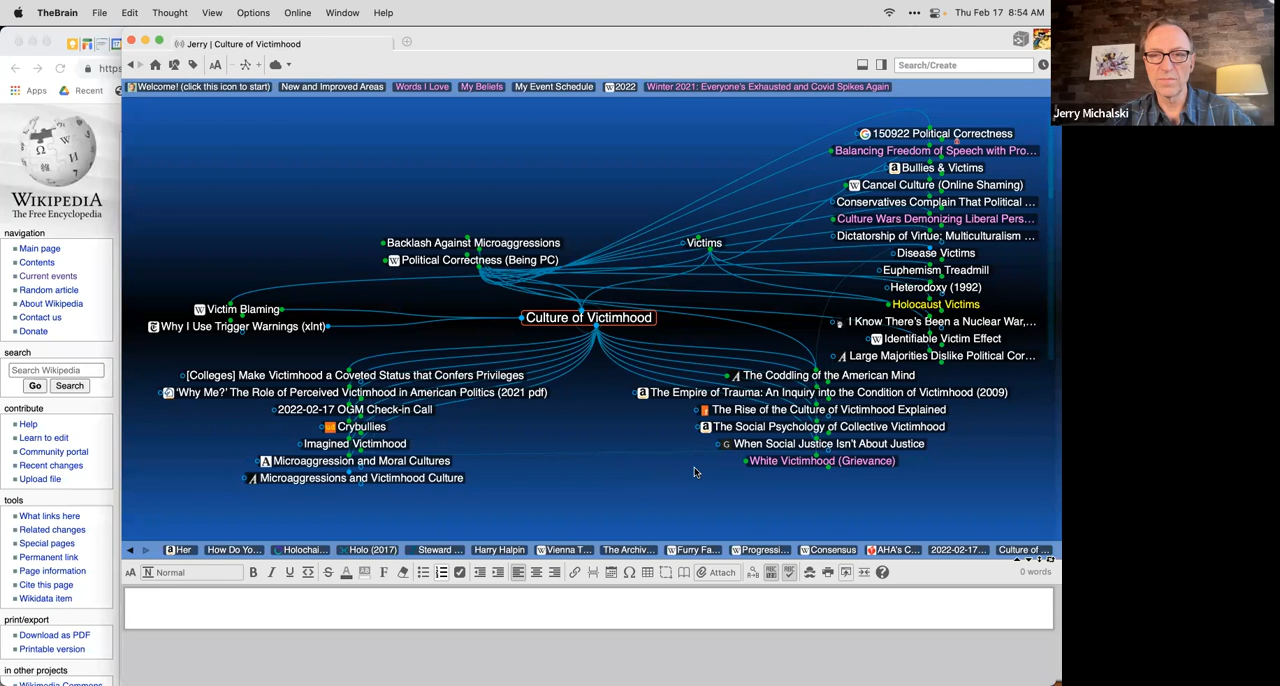 TheBrain File Edit Thought View Options Online Window Help Thu Feb 17 8:54 AM
Jerry | Culture of Victimhood
https
Search/Create
Apps Recent
Welcome! (click this icon to start) New and Improved Areas Words I Love My Beliefs My Event Schedule 2022 Winter 2021: Everyone's Exhausted and Covid Spikes Again
Jerry Michalski
WIKIPEDIA
The Free Encyclopedia
navigation
Main page
Contents
Current events
Random article
About Wikipedia
Contact us
Donate
search
Search Wikipedia
Go Search
contribute
Help
Learn to edit
Community portal
Recent changes
Upload file
tools
What links here
Related changes
Special pages
Permanent link
Page information
Cite this page
Wikidata item
print/export
Download as PDF
Printable version
in other projects
Wikimedia Commons
Backlash Against Microaggressions
Political Correctness (Being PC)
Victims
150922 Political Correctness
Balancing Freedom of Speech with Pro...
Bullies & Victims
Cancel Culture (Online Shaming)
Conservatives Complain That Political ...
Culture Wars Demonizing Liberal Pers...
Dictatorship of Virtue: Multiculturalism ...
Disease Victims
Euphemism Treadmill
Heterodoxy (1992)
Holocaust Victims
I Know There's Been a Nuclear War,...
Identifiable Victim Effect
Large Majorities Dislike Political Cor...
Victim Blaming
Why I Use Trigger Warnings (xInt)
Culture of Victimhood
[Colleges] Make Victimhood a Coveted Status that Confers Privileges
'Why Me?' The Role of Perceived Victimhood in American Politics (2021 pdf)
2022-02-17 OGM Check-in Call
Crybullies
Imagined Victimhood
Microaggression and Moral Cultures
Microaggressions and Victimhood Culture
The Coddling of the American Mind
The Empire of Trauma: An Inquiry into the Condition of Victimhood (2009)
The Rise of the Culture of Victimhood Explained
The Social Psychology of Collective Victimhood
When Social Justice Isn't About Justice
White Victimhood (Grievance)
Her How Do Yo... Holochai... Holo (2017) Steward ... Harry Halpin Vienna T... The Archiv... Furry Fa... Progressi... Consensus AHA's C... 2022-02-17... Culture of ...
Normal Attach 0 words